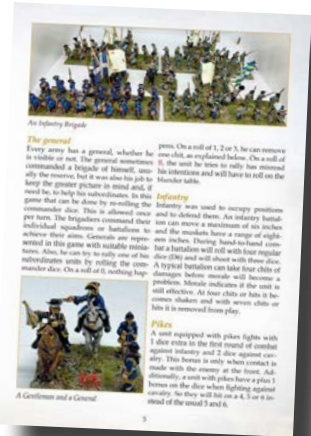 An Infantry Brigade
The general
Every army has a general, whether he
is visible or not. The general sometimes
commanded a brigade of himself, usu-
ally the reserve, but it was also his job to
keep the greater picture in mind and, if
need be, to help his subordinates. In this
game that can be done by re-rolling the
commander dice. This is allowed once
per turn. The brigadiers command their
individual squadrons or battalions to
achieve their aims. Generals are repre-
sented in this game with suitable minia-
tures. Also, he can try to rally one of his
subordinates units by rolling the com-
mander dice. On a roll of 0, nothing hap-
A Gentleman and a General
pens. On a roll of 1, 2 or 3, he can remove
one chit, as explained below. On a roll of
the unit he tries to rally has misread
his intentions and will have to roll on the
blunder table.
Infantry
Infantry was used to occupy positions
and to defend them. An infantry battal-
ion can move a maximum of six inches
and the muskets have a range of eight-
een inches. During hand-to-hand com-
bat a battalion will roll with four regular
dice (D6) and will shoot with three dice.
A typical battalion can take four chits of
damages before morale will become a
problem. Morale indicates if the unit is
still effective. At four chits or hits it be-
comes shaken and with seven chits or
hits it is removed from play.
Pikes
A unit equipped with pikes fights with
1 dice extra in the first round of combat
against infantry and 2 dice against cav-
alry. This bonus is only when contact is
made with the enemy at the front. Ad-
ditionally, a unit with pikes have a plus 1
bonus on the dice when fighting against
cavalry. So they will hit on a 4, 5 or 6 in-
stead of the usual 5 and 6.
5